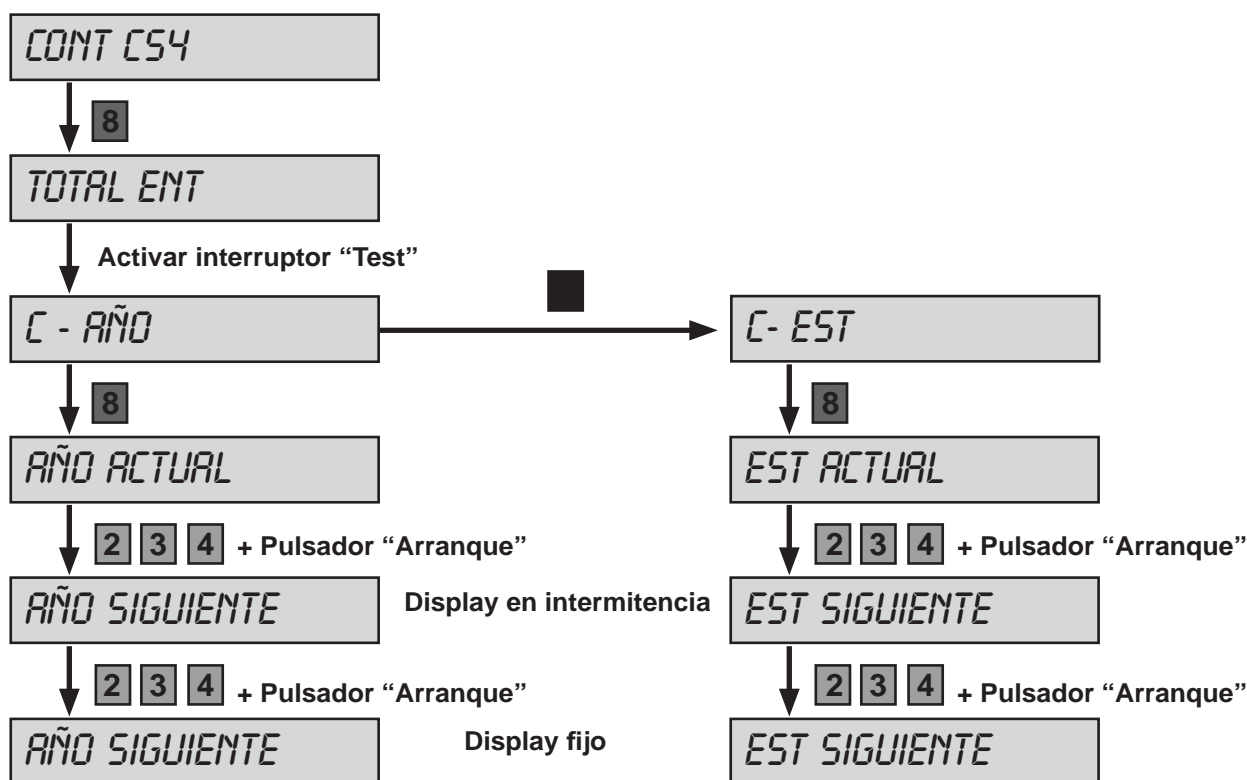 CONT CS4
8
TOTAL ENT
Activar interruptor “Test”
C - AÑO
C- EST
8
8
AÑO ACTUAL
EST ACTUAL
2 3 4 + Pulsador “Arranque”
2 3 4 + Pulsador “Arranque”
AÑO SIGUIENTE
Display en intermitencia
EST SIGUIENTE
2 3 4 + Pulsador “Arranque”
2 3 4 + Pulsador “Arranque”
AÑO SIGUIENTE
Display fijo
EST SIGUIENTE